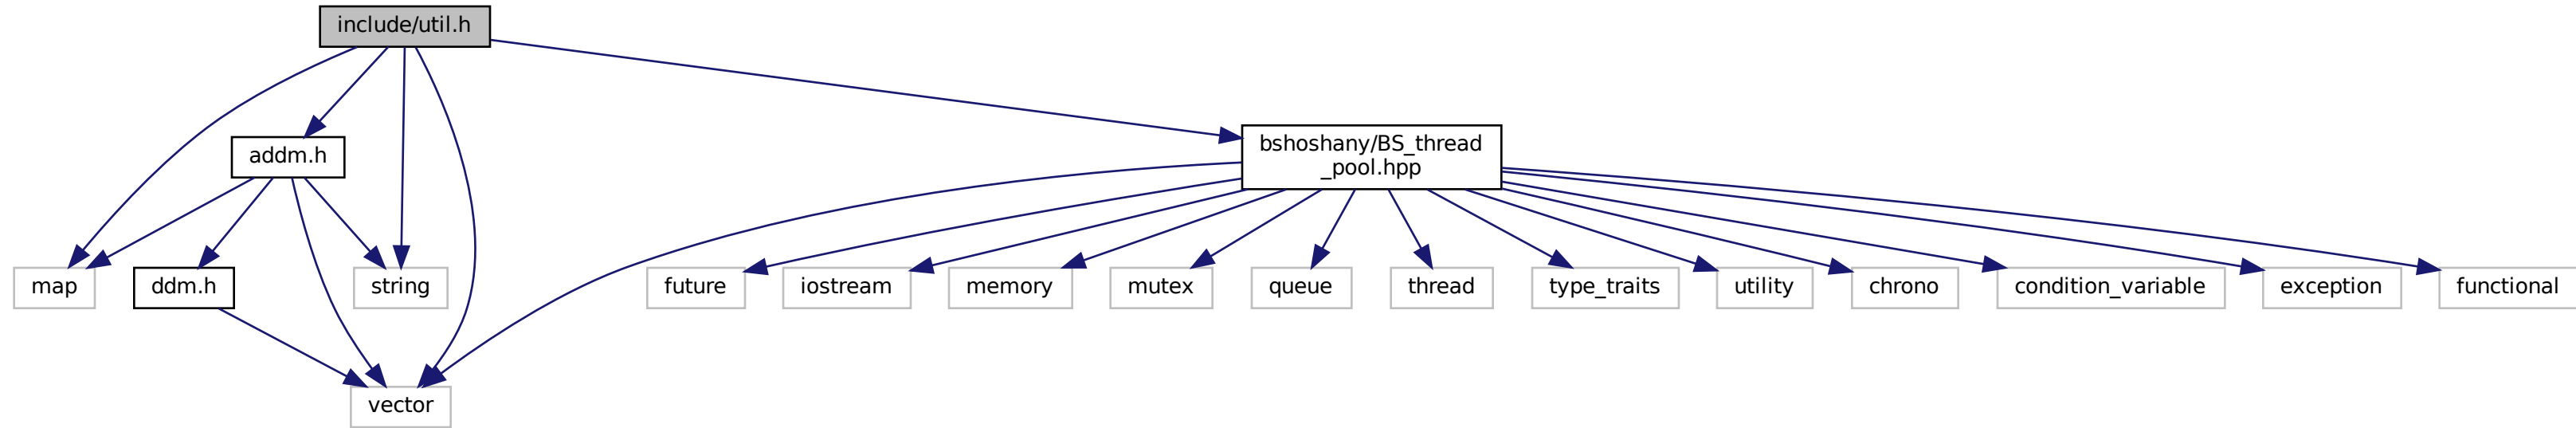 include/util.h
bshoshany/BS_thread
_pool.hpp
addm.h
map
ddm.h
string
future
iostream
memory
mutex
queue
thread
type_traits
utility
chrono
condition_variable
exception
functional
vector